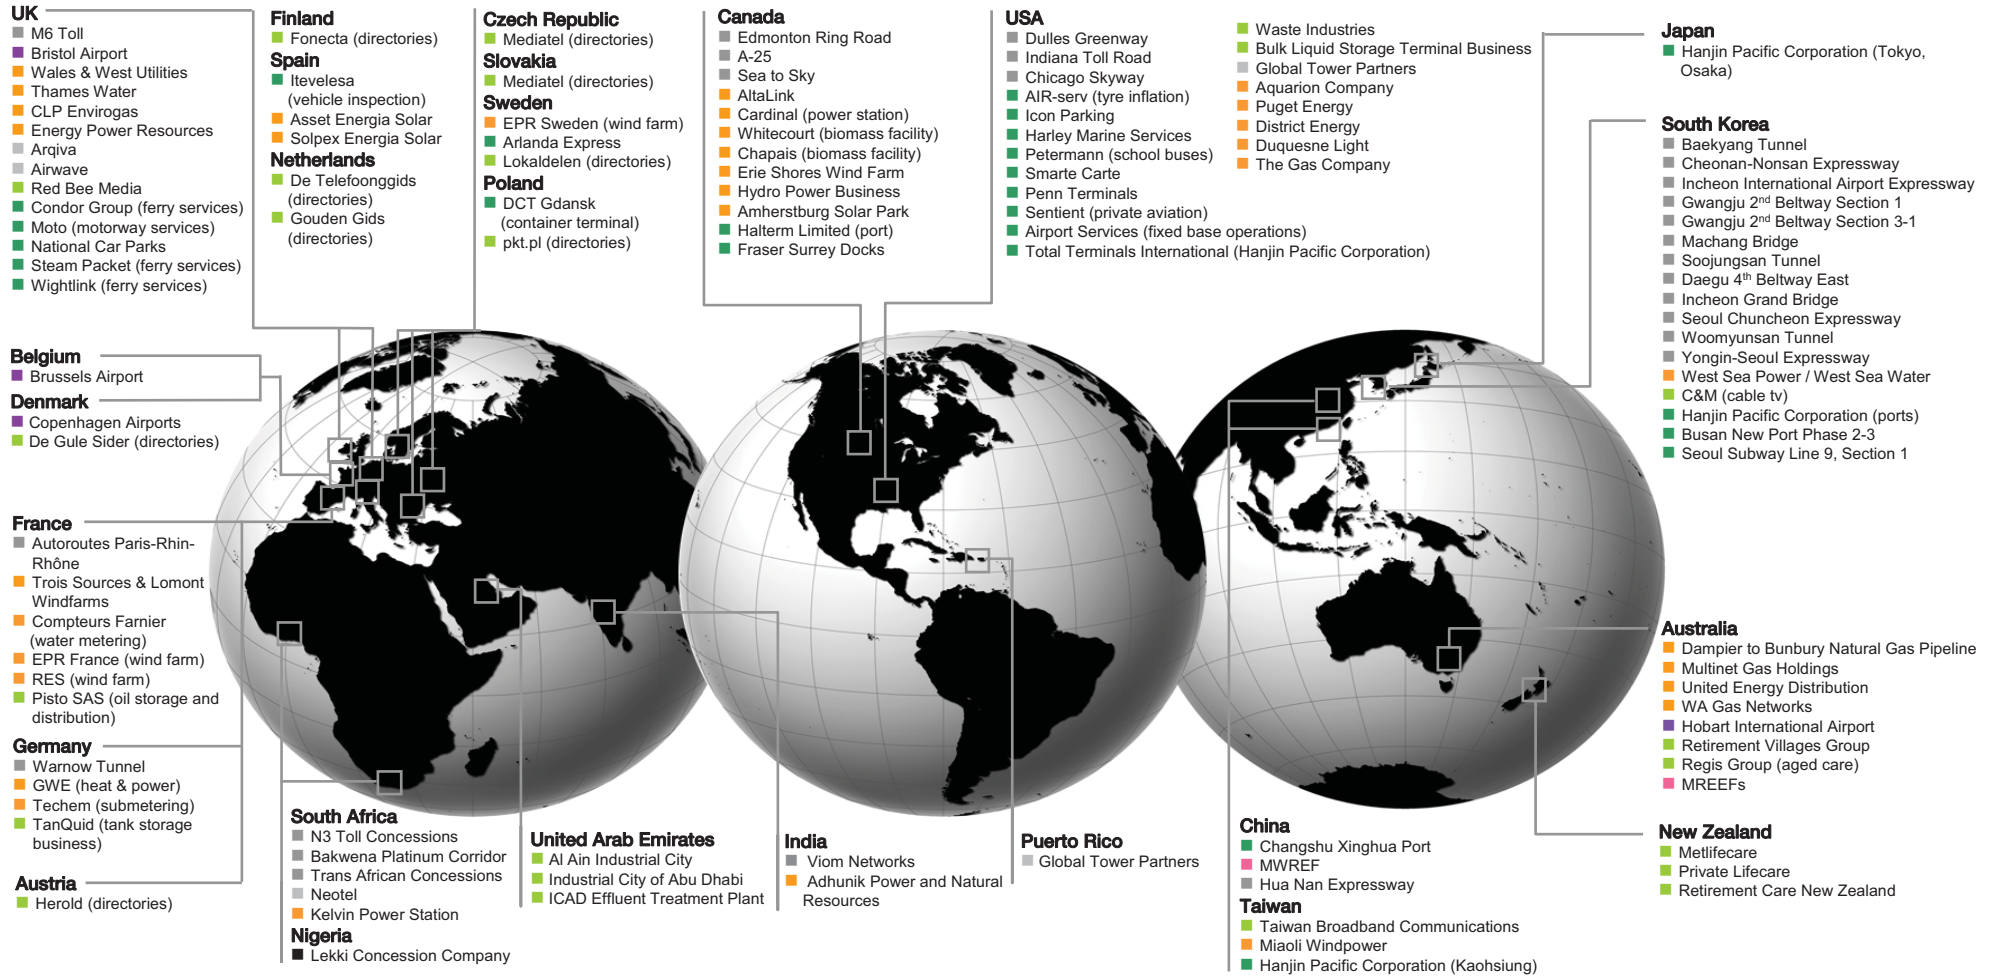 UK
M6 Toll
Bristol Airport
Wales & West Utilities
Thames Water
CLP Envirogas
Energy Power Resources
Arqiva
Airwave
Red Bee Media
Condor Group (ferry services)
Moto (motorway services)
National Car Parks
Steam Packet (ferry services)
Wightlink (ferry services)
Finland
Fonecta (directories)
Spain
Itevelesa
(vehicle inspection)
Asset Energia Solar
Solpex Energia Solar
Netherlands
De Telefoonggids
(directories)
Gouden Gids
(directories)
Czech Republic
Mediatel (directories)
Slovakia
Mediatel (directories)
Sweden
EPR Sweden (wind farm)
Arlanda Express
Lokaldelen (directories)
Poland
DCT Gdansk
(container terminal)
pkt.pl (directories)
Canada
Edmonton Ring Road
A-25
Sea to Sky
AltaLink
Cardinal (power station)
Whitecourt (biomass facility)
Chapais (biomass facility)
Erie Shores Wind Farm
Hydro Power Business
Amherstburg Solar Park
Halterm Limited (port)
Fraser Surrey Docks
USA
Dulles Greenway
Indiana Toll Road
Chicago Skyway
AIR-serv (tyre inflation)
Icon Parking
Harley Marine Services
Petermann (school buses)
Smarte Carte
Penn Terminals
Sentient (private aviation)
Airport Services (fixed base operations)
Total Terminals International (Hanjin Pacific Corporation)
Waste Industries
Bulk Liquid Storage Terminal Business
Global Tower Partners
Aquarion Company
Puget Energy
District Energy
Duquesne Light
The Gas Company
Japan
Hanjin Pacific Corporation (Tokyo,
Osaka)
South Korea
Baekyang Tunnel
Cheonan-Nonsan Expressway
Incheon International Airport Expressway
Gwangju 2nd Beltway Section 1
Gwangju 2nd Beltway Section 3-1
Machang Bridge
Soojungsan Tunnel
Daegu 4th Beltway East
Incheon Grand Bridge
Seoul Chuncheon Expressway
Woomyunsan Tunnel
Yongin-Seoul Expressway
West Sea Power / West Sea Water
C&M (cable tv)
Hanjin Pacific Corporation (ports)
Busan New Port Phase 2-3
Seoul Subway Line 9, Section 1
Belgium
Brussels Airport
Denmark
Copenhagen Airports
De Gule Sider (directories)
France
Autoroutes Paris-Rhin-
Rhône
Trois Sources & Lomont
Windfarms
Compteurs Farnier
(water metering)
EPR France (wind farm)
RES (wind farm)
Pisto SAS (oil storage and
distribution)
Germany
Warnow Tunnel
GWE (heat & power)
Techem (submetering)
TanQuid (tank storage
business)
Austria
Herold (directories)
South Africa
N3 Toll Concessions
Bakwena Platinum Corridor
Trans African Concessions
Neotel
Kelvin Power Station
Nigeria
Lekki Concession Company
United Arab Emirates
Al Ain Industrial City
Industrial City of Abu Dhabi
ICAD Effluent Treatment Plant
India
Viom Networks
Adhunik Power and Natural
Resources
Puerto Rico
Global Tower Partners
China
Changshu Xinghua Port
MWREF
Hua Nan Expressway
Taiwan
Taiwan Broadband Communications
Miaoli Windpower
Hanjin Pacific Corporation (Kaohsiung)
Australia
Dampier to Bunbury Natural Gas Pipeline
Multinet Gas Holdings
United Energy Distribution
WA Gas Networks
Hobart International Airport
Retirement Villages Group
Regis Group (aged care)
MREEFs
New Zealand
Metlifecare
Private Lifecare
Retirement Care New Zealand